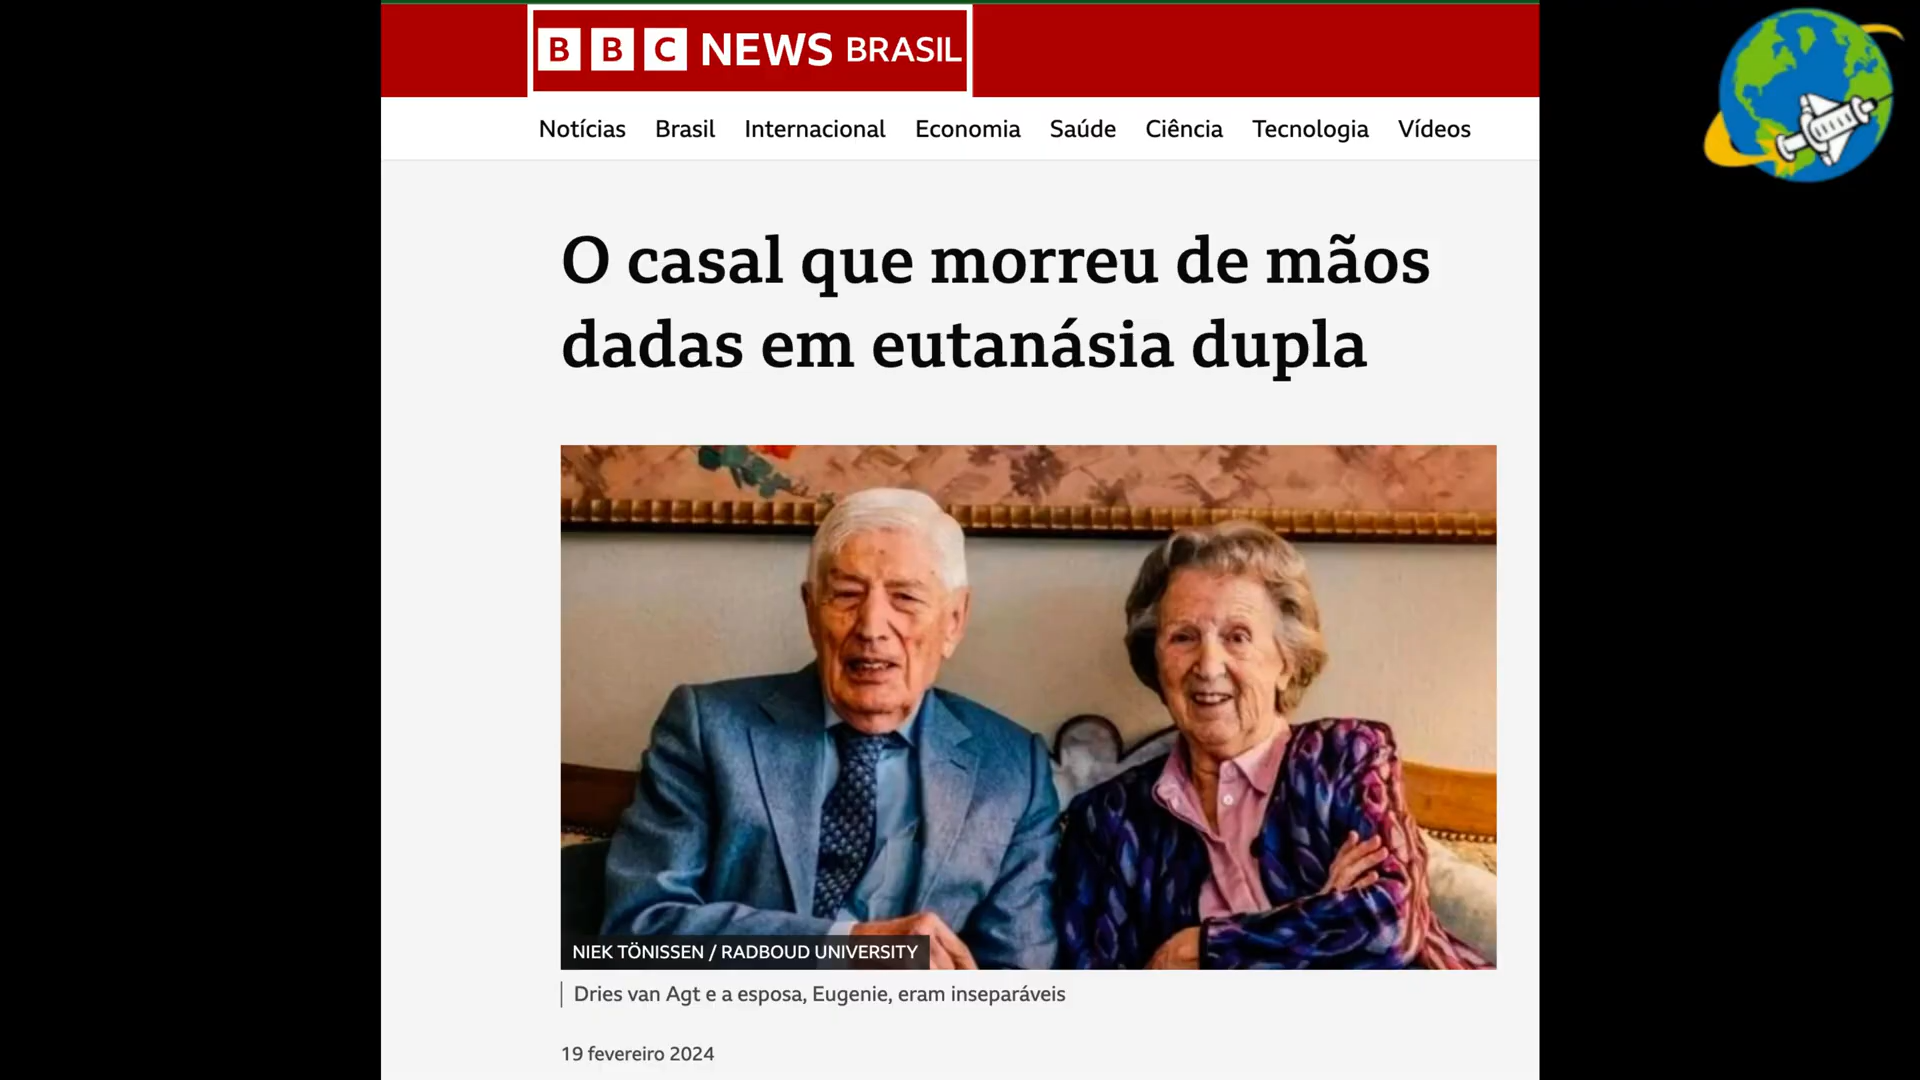 BBC NEWS BRASIL
Notícias Brasil Internacional Economia Saúde Ciência Tecnologia Vídeos
O casal que morreu de mãos
dadas em eutanásia dupla
NIEK TÖNISSEN / RADBOUD UNIVERSITY
Dries van Agt e a esposa, Eugenie, eram inseparáveis
19 fevereiro 2024